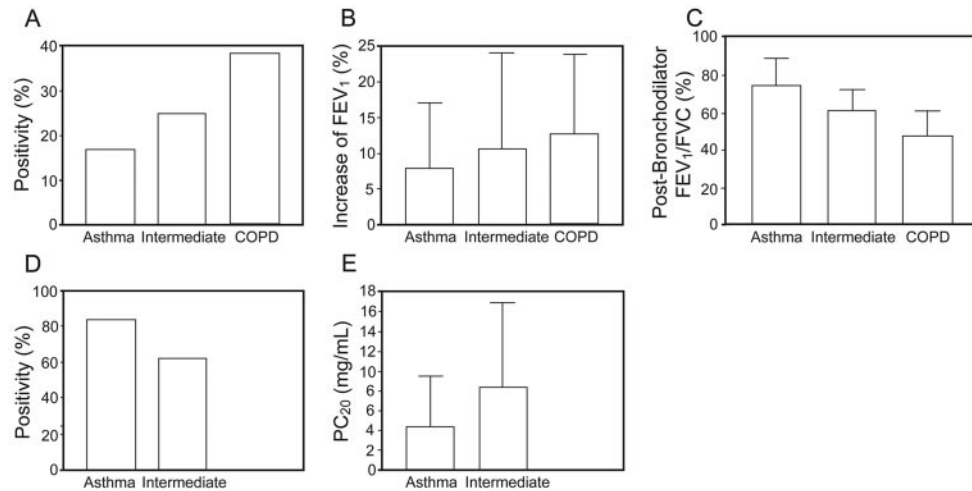 A
Positivity (%)
40
30
20
10
0
Asthma Intermediate COPD
B
Increase of FEV₁ (%)
25
20
15
10
5
0
Asthma Intermediate COPD
C
Post-Bronchodilator
FEV₁/FVC (%)
100
80
60
40
20
0
Asthma Intermediate COPD
D
Positivity (%)
100
80
60
40
20
0
Asthma Intermediate
E
PC₂₀ (mg/mL)
18
16
14
12
10
8
6
4
2
0
Asthma Intermediate